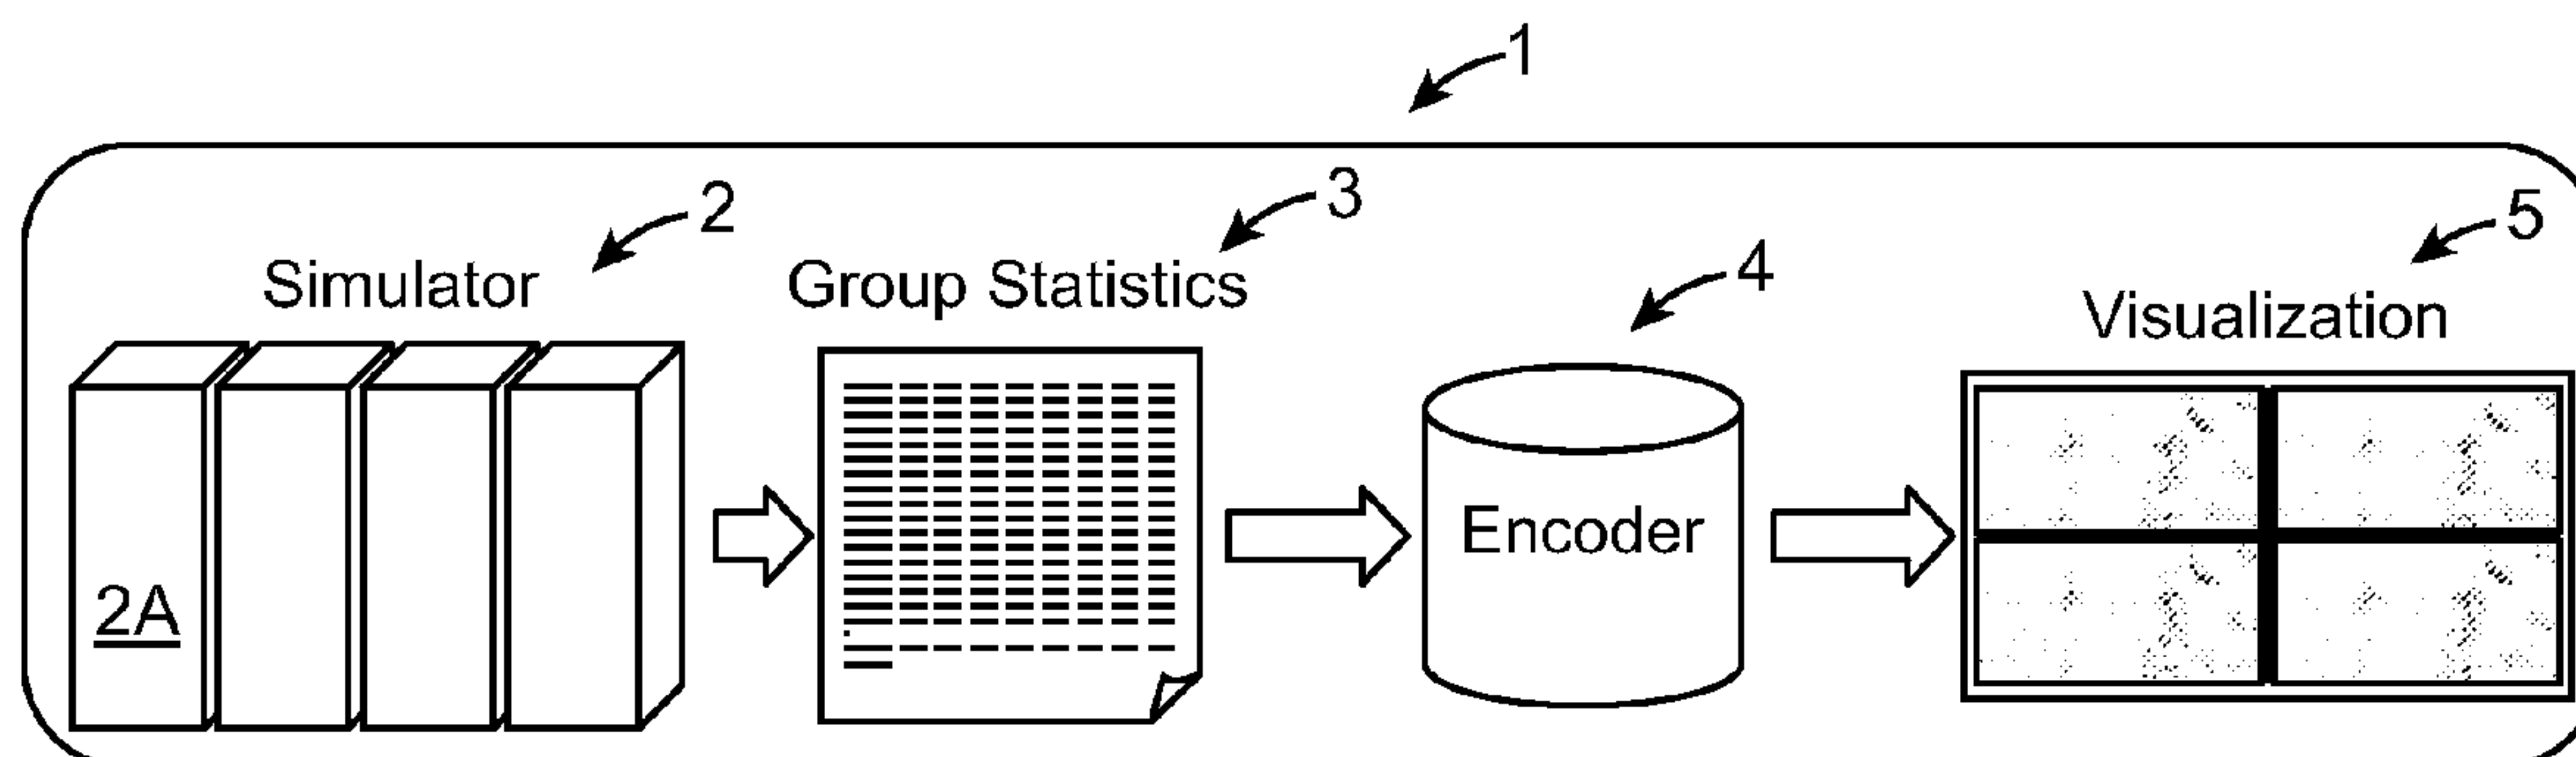 1
2
3
4
5
Simulator
Group Statistics
Visualization
Encoder
2A